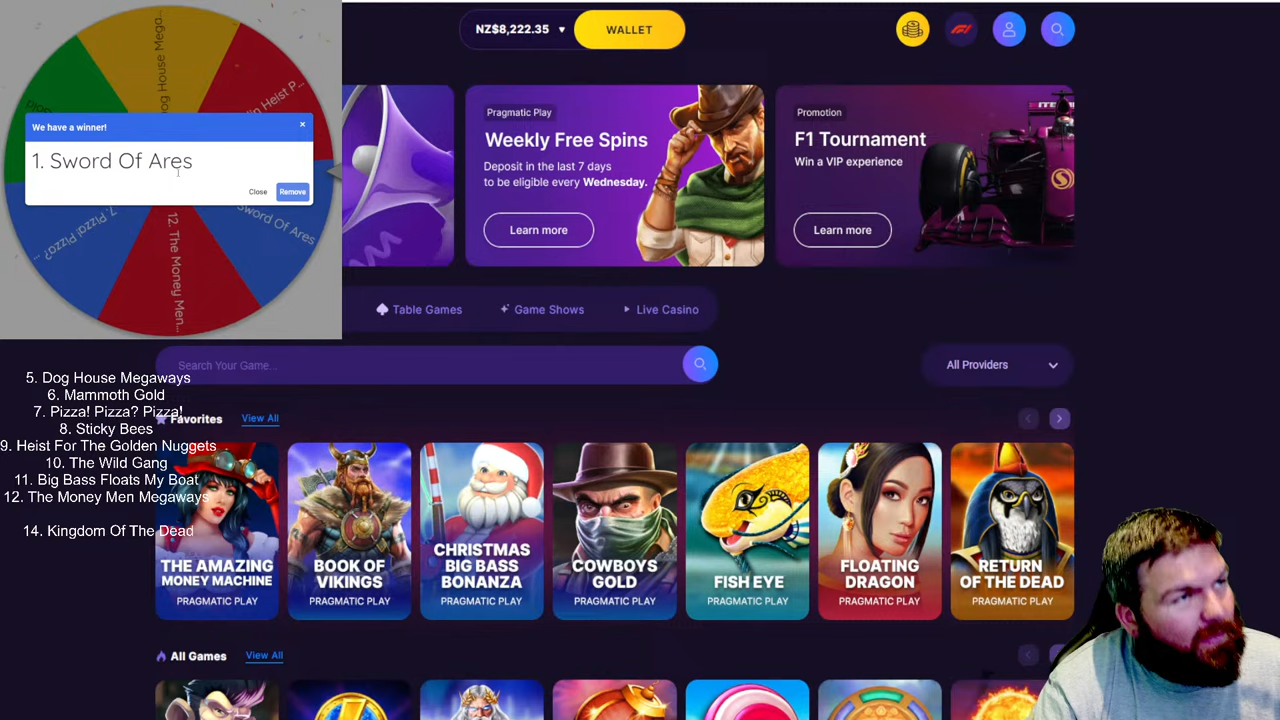 NZ$8,222.35
WALLET
Dog House Mega...
Heist P...
We have a winner!
×
1. Sword Of Ares
Close
Remove
7. Pizza! Pizza? ...
12. The Money Men...
Sword Of Ares
Pragmatic Play
Weekly Free Spins
Deposit in the last 7 days
to be eligible every Wednesday.
Learn more
Promotion
F1 Tournament
Win a VIP experience
Learn more
Table Games
Game Shows
Live Casino
Search Your Game...
All Providers
5. Dog House Megaways
6. Mammoth Gold
7. Pizza! Pizza? Pizza!
8. Sticky Bees
9. Heist For The Golden Nuggets
10. The Wild Gang
11. Big Bass Floats My Boat
12. The Money Men Megaways
14. Kingdom Of The Dead
Favorites
View All
THE AMAZING
MONEY MACHINE
PRAGMATIC PLAY
BOOK OF
VIKINGS
PRAGMATIC PLAY
CHRISTMAS
BIG BASS
BONANZA
PRAGMATIC PLAY
COWBOYS
GOLD
PRAGMATIC PLAY
FISH EYE
PRAGMATIC PLAY
FLOATING
DRAGON
PRAGMATIC PLAY
RETURN
OF THE DEAD
PRAGMATIC PLAY
All Games
View All